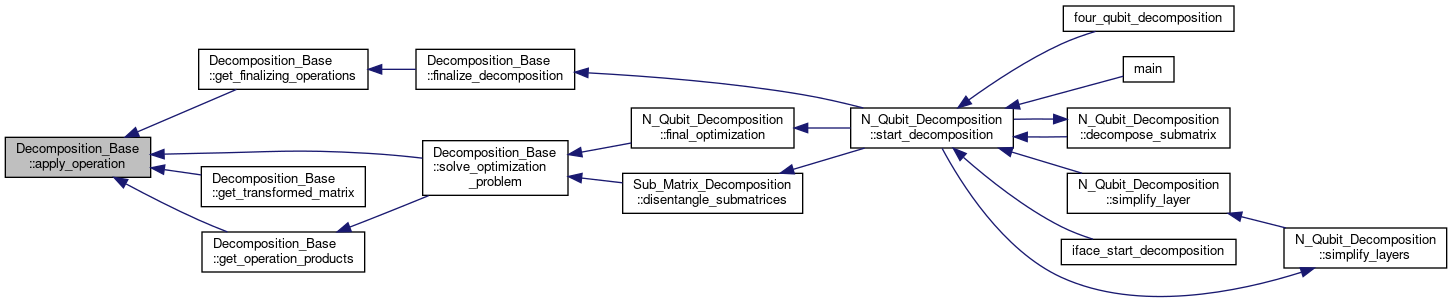 Decomposition_Base
::apply_operation
Decomposition_Base
::get_finalizing_operations
Decomposition_Base
::finalize_decomposition
Decomposition_Base
::solve_optimization
_problem
Decomposition_Base
::get_transformed_matrix
Decomposition_Base
::get_operation_products
N_Qubit_Decomposition
::final_optimization
Sub_Matrix_Decomposition
::disentangle_submatrices
N_Qubit_Decomposition
::start_decomposition
four_qubit_decomposition
main
N_Qubit_Decomposition
::decompose_submatrix
N_Qubit_Decomposition
::simplify_layer
iface_start_decomposition
N_Qubit_Decomposition
::simplify_layers